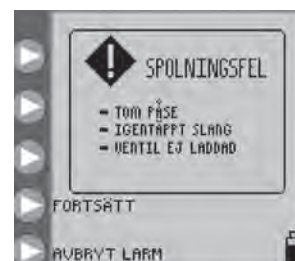 SPOLNINGSFEL
- TOM PÅSE
- IGENTÄPPT SLANG
- VENTIL EJ LADDAD
FORTSÄTT
AVBRYT LARM